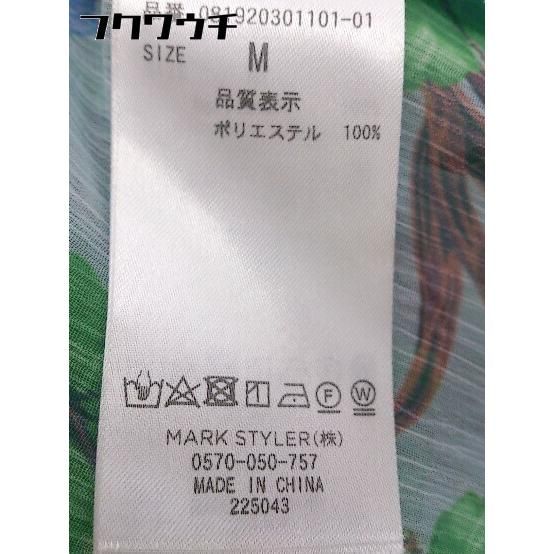 フクウウチ
品番 081920301101-01
SIZE M
品質表示
ポリエステル 100%
MARK STYLER(株)
0570-050-757
MADE IN CHINA
225043